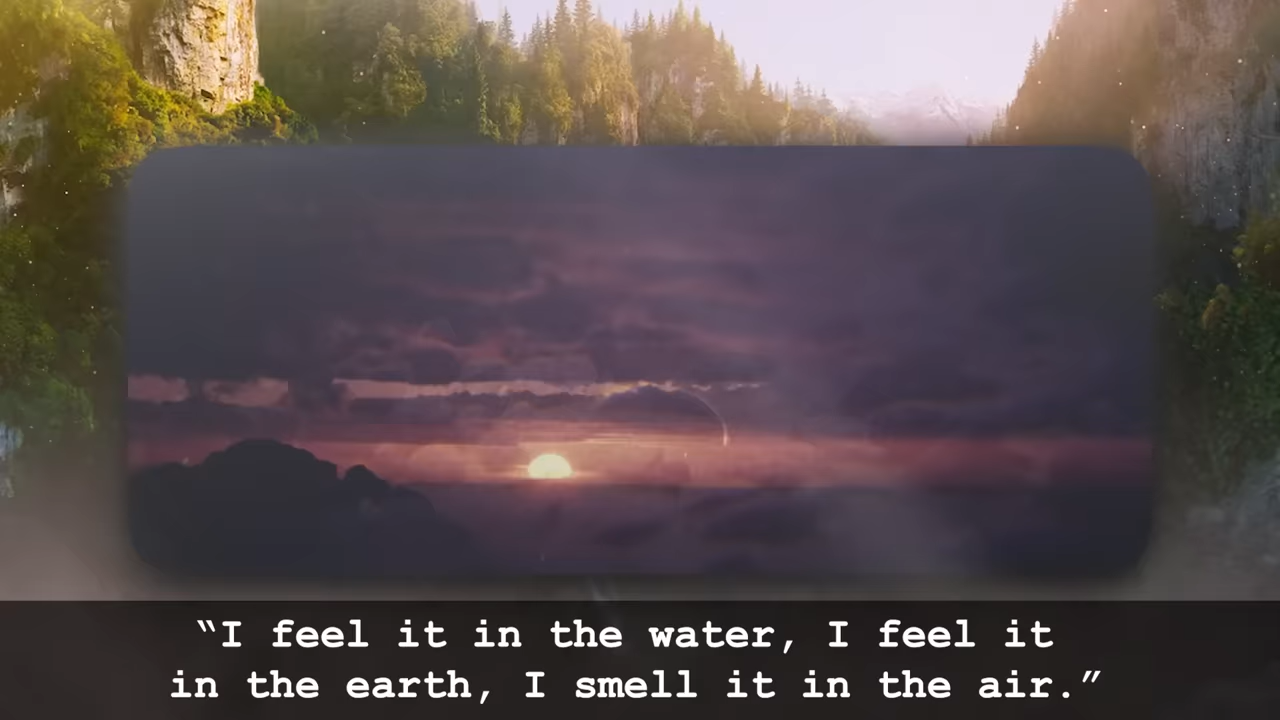 “I feel it in the water, I feel it
in the earth, I smell it in the air.”